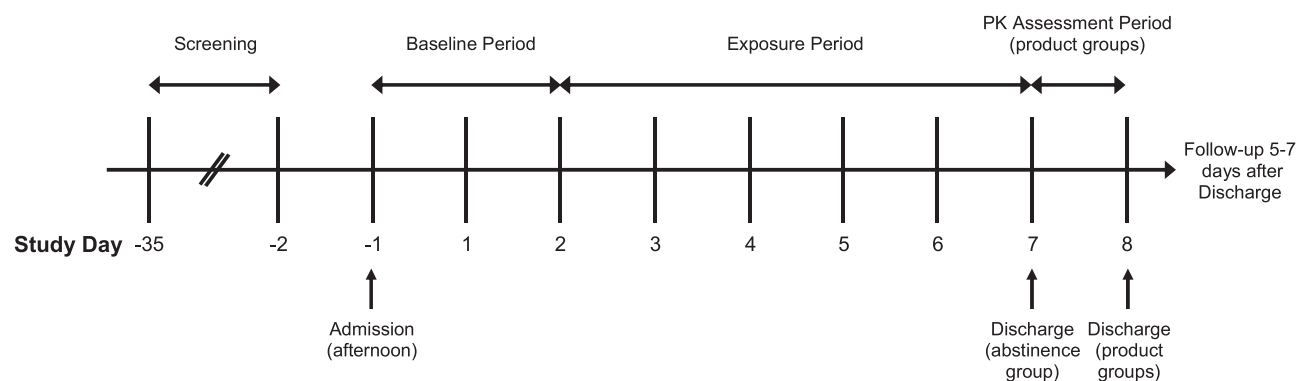 Screening
Baseline Period
Exposure Period
PK Assessment Period
(product groups)
Follow-up 5-7
days after
Discharge
Study Day -35 -2 -1 1 2 3 4 5 6 7 8
Admission
(afternoon)
Discharge
(abstinence
group)
Discharge
(product
groups)